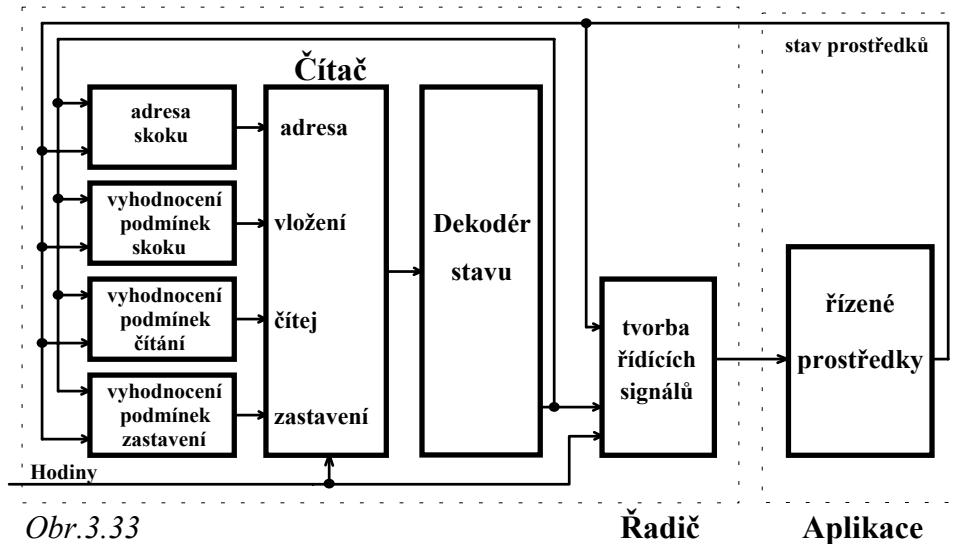 stav prostředků
Čítač
adresa
skoku
adresa
vyhodnocení
podmínek
skoku
vložení
Dekodér
stavu
vyhodnocení
podmínek
čítání
čítej
tvorba
řídících
signálů
řízené
prostředky
vyhodnocení
podmínek
zastavení
zastavení
Hodiny
Obr.3.33
Řadič
Aplikace